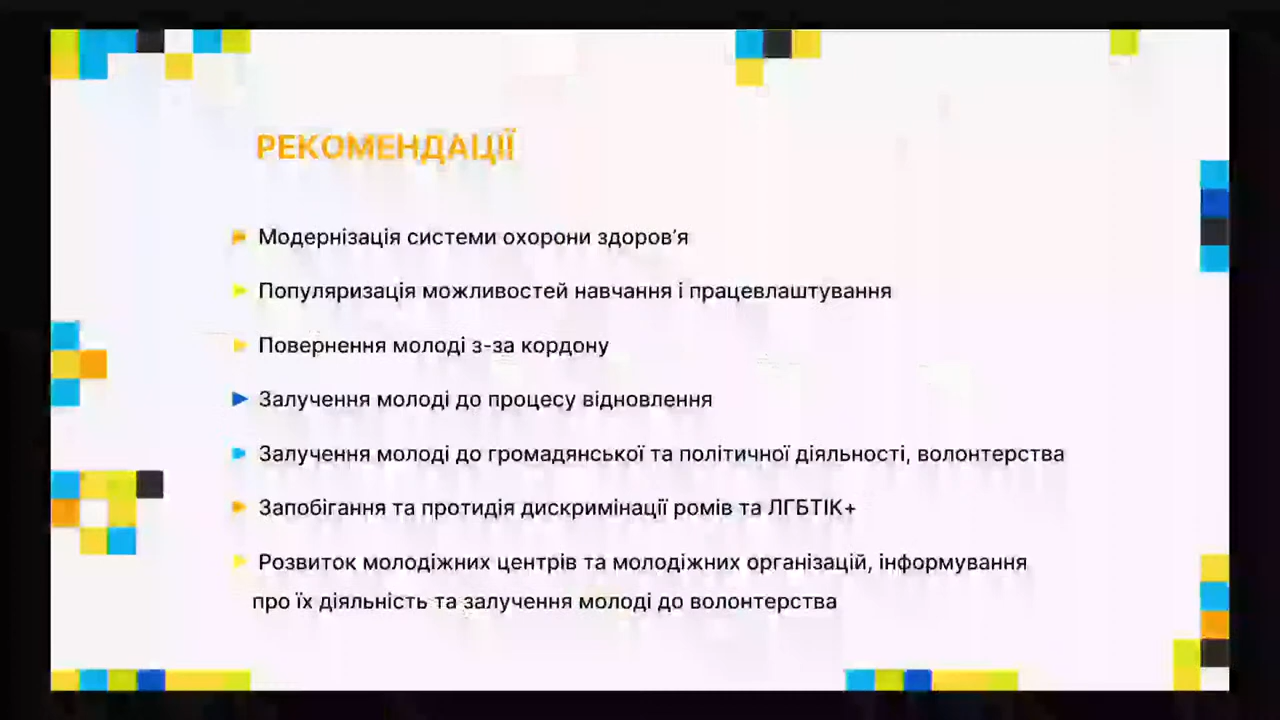 РЕКОМЕНДАЦІЇ
Модернізація системи охорони здоров’я
Популяризація можливостей навчання і працевлаштування
Повернення молоді з-за кордону
Залучення молоді до процесу відновлення
Залучення молоді до громадянської та політичної діяльності, волонтерства
Запобігання та протидія дискримінації ромів та ЛГБТІК+
Розвиток молодіжних центрів та молодіжних організацій, інформування
про їх діяльність та залучення молоді до волонтерства